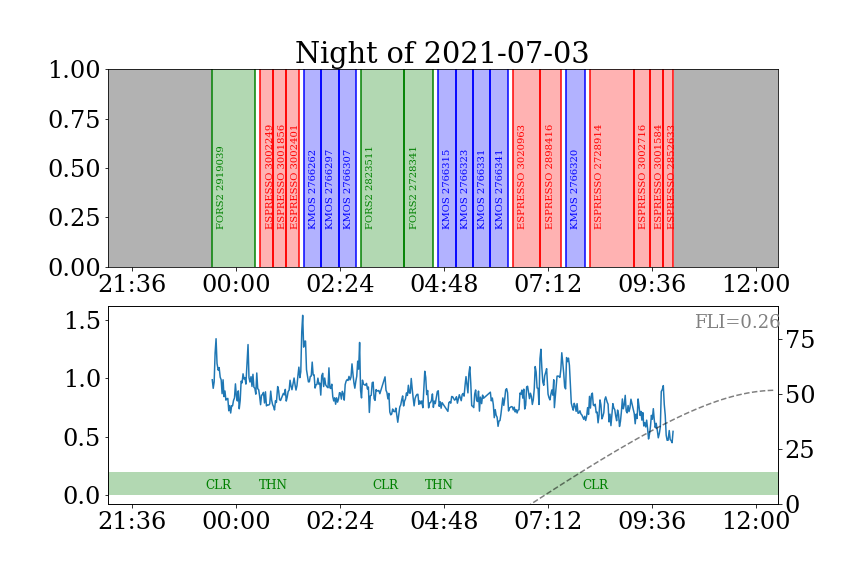 Night of 2021-07-03
1.00
0.75
0.50
0.25
0.00
FORS2 2919039
ESPRESSO 3002249
ESPRESSO 3001856
ESPRESSO 3002401
KMOS 2766262
KMOS 2766297
KMOS 2766307
FORS2 2823511
FORS2 2728341
KMOS 2766315
KMOS 2766323
KMOS 2766331
KMOS 2766341
ESPRESSO 3020963
ESPRESSO 2898416
KMOS 2766320
ESPRESSO 2728914
ESPRESSO 3002716
ESPRESSO 3001584
ESPRESSO 2852633
21:36 00:00 02:24 04:48 07:12 09:36 12:00
FLI=0.26
1.5
1.0
0.5
0.0
75
50
25
0
CLR THN CLR THN CLR
21:36 00:00 02:24 04:48 07:12 09:36 12:00